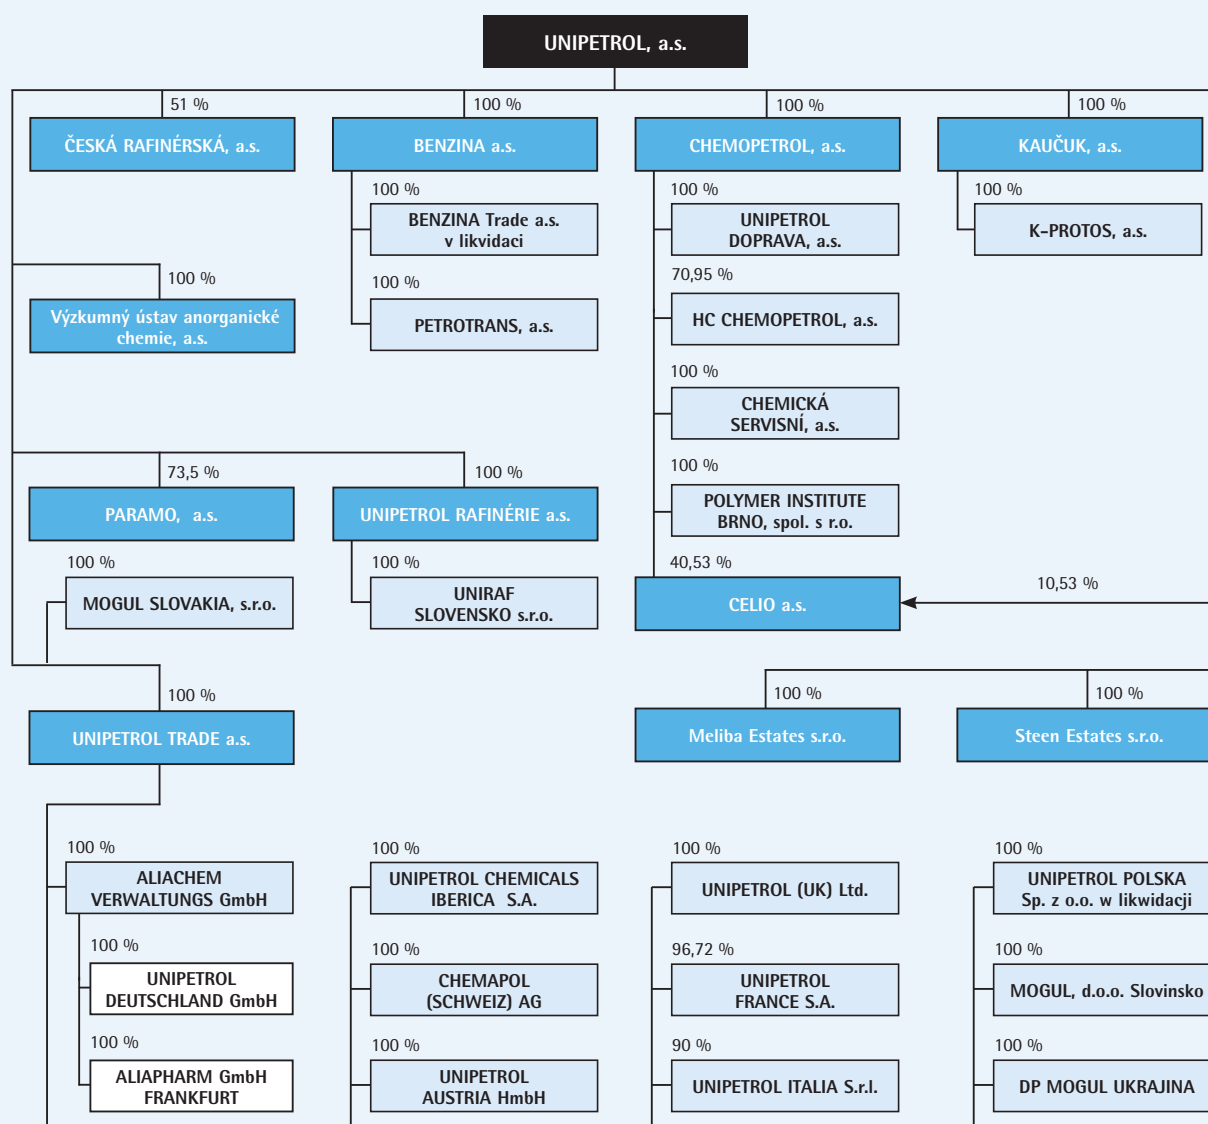 UNIPETROL, a.s.
51 %
100 %
100 %
100 %
ČESKÁ RAFINÉRSKÁ, a.s.
BENZINA a.s.
CHEMOPETROL, a.s.
KAUČUK, a.s.
100 %
100 %
100 %
BENZINA Trade a.s.
v likvidaci
UNIPETROL
DOPRAVA, a.s.
K-PROTOS, a.s.
100 %
100 %
70,95 %
Výzkumný ústav anorganické
chemie, a.s.
PETROTRANS, a.s.
HC CHEMOPETROL, a.s.
100 %
CHEMICKÁ
SERVISNÍ, a.s.
73,5 %
100 %
100 %
PARAMO, a.s.
UNIPETROL RAFINÉRIE a.s.
POLYMER INSTITUTE
BRNO, spol. s r.o.
100 %
100 %
40,53 %
10,53 %
MOGUL SLOVAKIA, s.r.o.
UNIRAF
SLOVENSKO s.r.o.
CELIO a.s.
100 %
100 %
100 %
UNIPETROL TRADE a.s.
Meliba Estates s.r.o.
Steen Estates s.r.o.
100 %
100 %
100 %
100 %
ALIACHEM
VERWALTUNGS GmbH
UNIPETROL CHEMICALS
IBERICA S.A.
UNIPETROL (UK) Ltd.
UNIPETROL POLSKA
Sp. z o.o. w likwidacji
100 %
100 %
96,72 %
100 %
UNIPETROL
DEUTSCHLAND GmbH
CHEMAPOL
(SCHWEIZ) AG
UNIPETROL
FRANCE S.A.
MOGUL, d.o.o. Slovinsko
100 %
100 %
90 %
100 %
ALIAPHARM GmbH
FRANKFURT
UNIPETROL
AUSTRIA HmbH
UNIPETROL ITALIA S.r.l.
DP MOGUL UKRAJINA